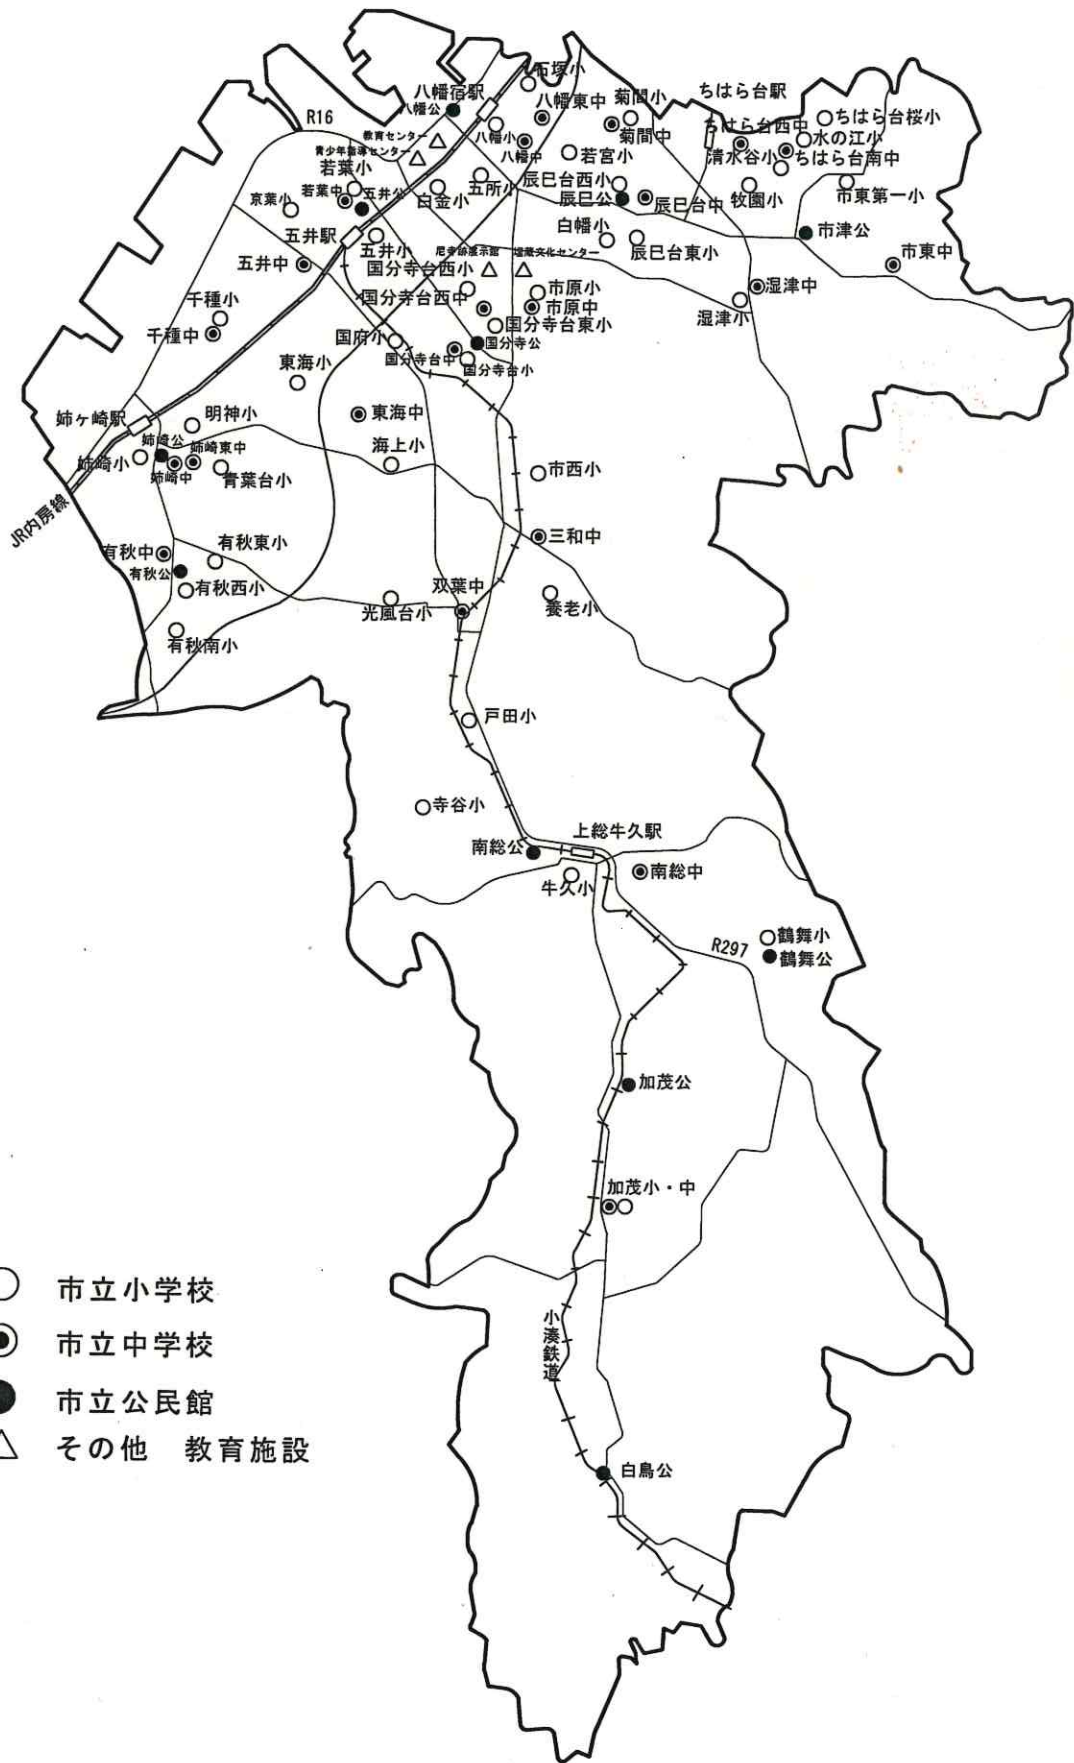 石塚小
八幡宿駅
八幡公
八幡東中
菊間小
ちはら台駅
R16
教育センター
八幡小
菊間中
ちはら台西中
ちはら台桜小
水の江小
青少年指導センター
八幡中
若宮小
清水谷小
ちはら台南中
若葉小
若葉中
五井公
白金小
五所小
辰巳台西小
辰巳公
辰巳台中
牧園小
市東第一小
京葉小
五井駅
五井小
白幡小
辰巳台東小
市津公
市東中
五井中
尼寺跡展示館
埋蔵文化センター
国分寺台西小
国分寺台西中
市原小
市原中
湿津中
湿津小
千種小
千種中
国府小
国分寺台東小
国分寺公
国分寺台中
国分寺台小
東海小
姉ヶ崎駅
明神小
東海中
姉崎公
姉崎東中
姉崎小
姉崎中
青葉台小
海上小
市西小
JR内房線
有秋中
有秋東小
三和中
有秋公
有秋西小
光風台小
双葉中
養老小
有秋南小
戸田小
寺谷小
上総牛久駅
南総公
牛久小
南総中
R297
鶴舞小
鶴舞公
加茂公
加茂小・中
市立小学校
小湊鉄道
市立中学校
市立公民館
その他 教育施設
白鳥公